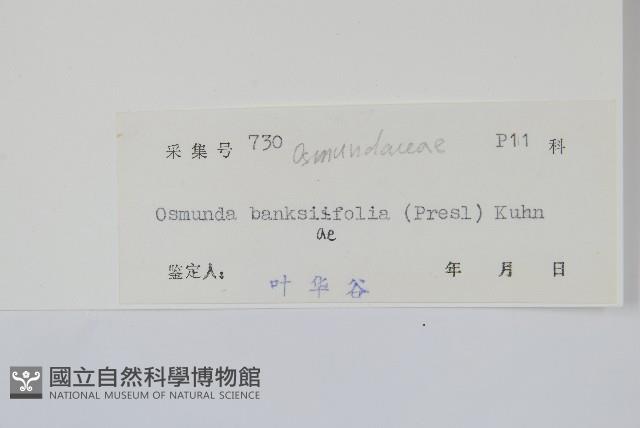 采集号 730 Osmundaceae P11 科
Osmunda banksiifolia (Presl) Kuhn
ae
鉴定人: 叶华谷 年 月 日
國立自然科學博物館
NATIONAL MUSEUM OF NATURAL SCIENCE